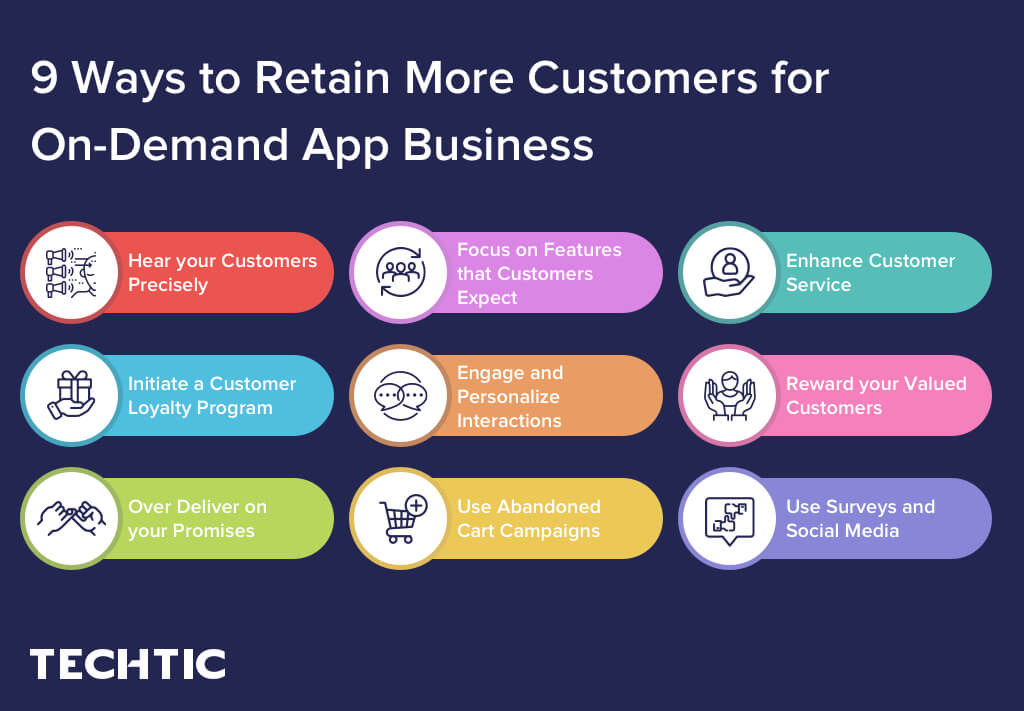 9 Ways to Retain More Customers for
On-Demand App Business
Hear your Customers
Precisely
Focus on Features
that Customers
Expect
Enhance Customer
Service
Initiate a Customer
Loyalty Program
Engage and
Personalize
Interactions
Reward your Valued
Customers
Over Deliver on
your Promises
Use Abandoned
Cart Campaigns
Use Surveys and
Social Media
TECHTIC